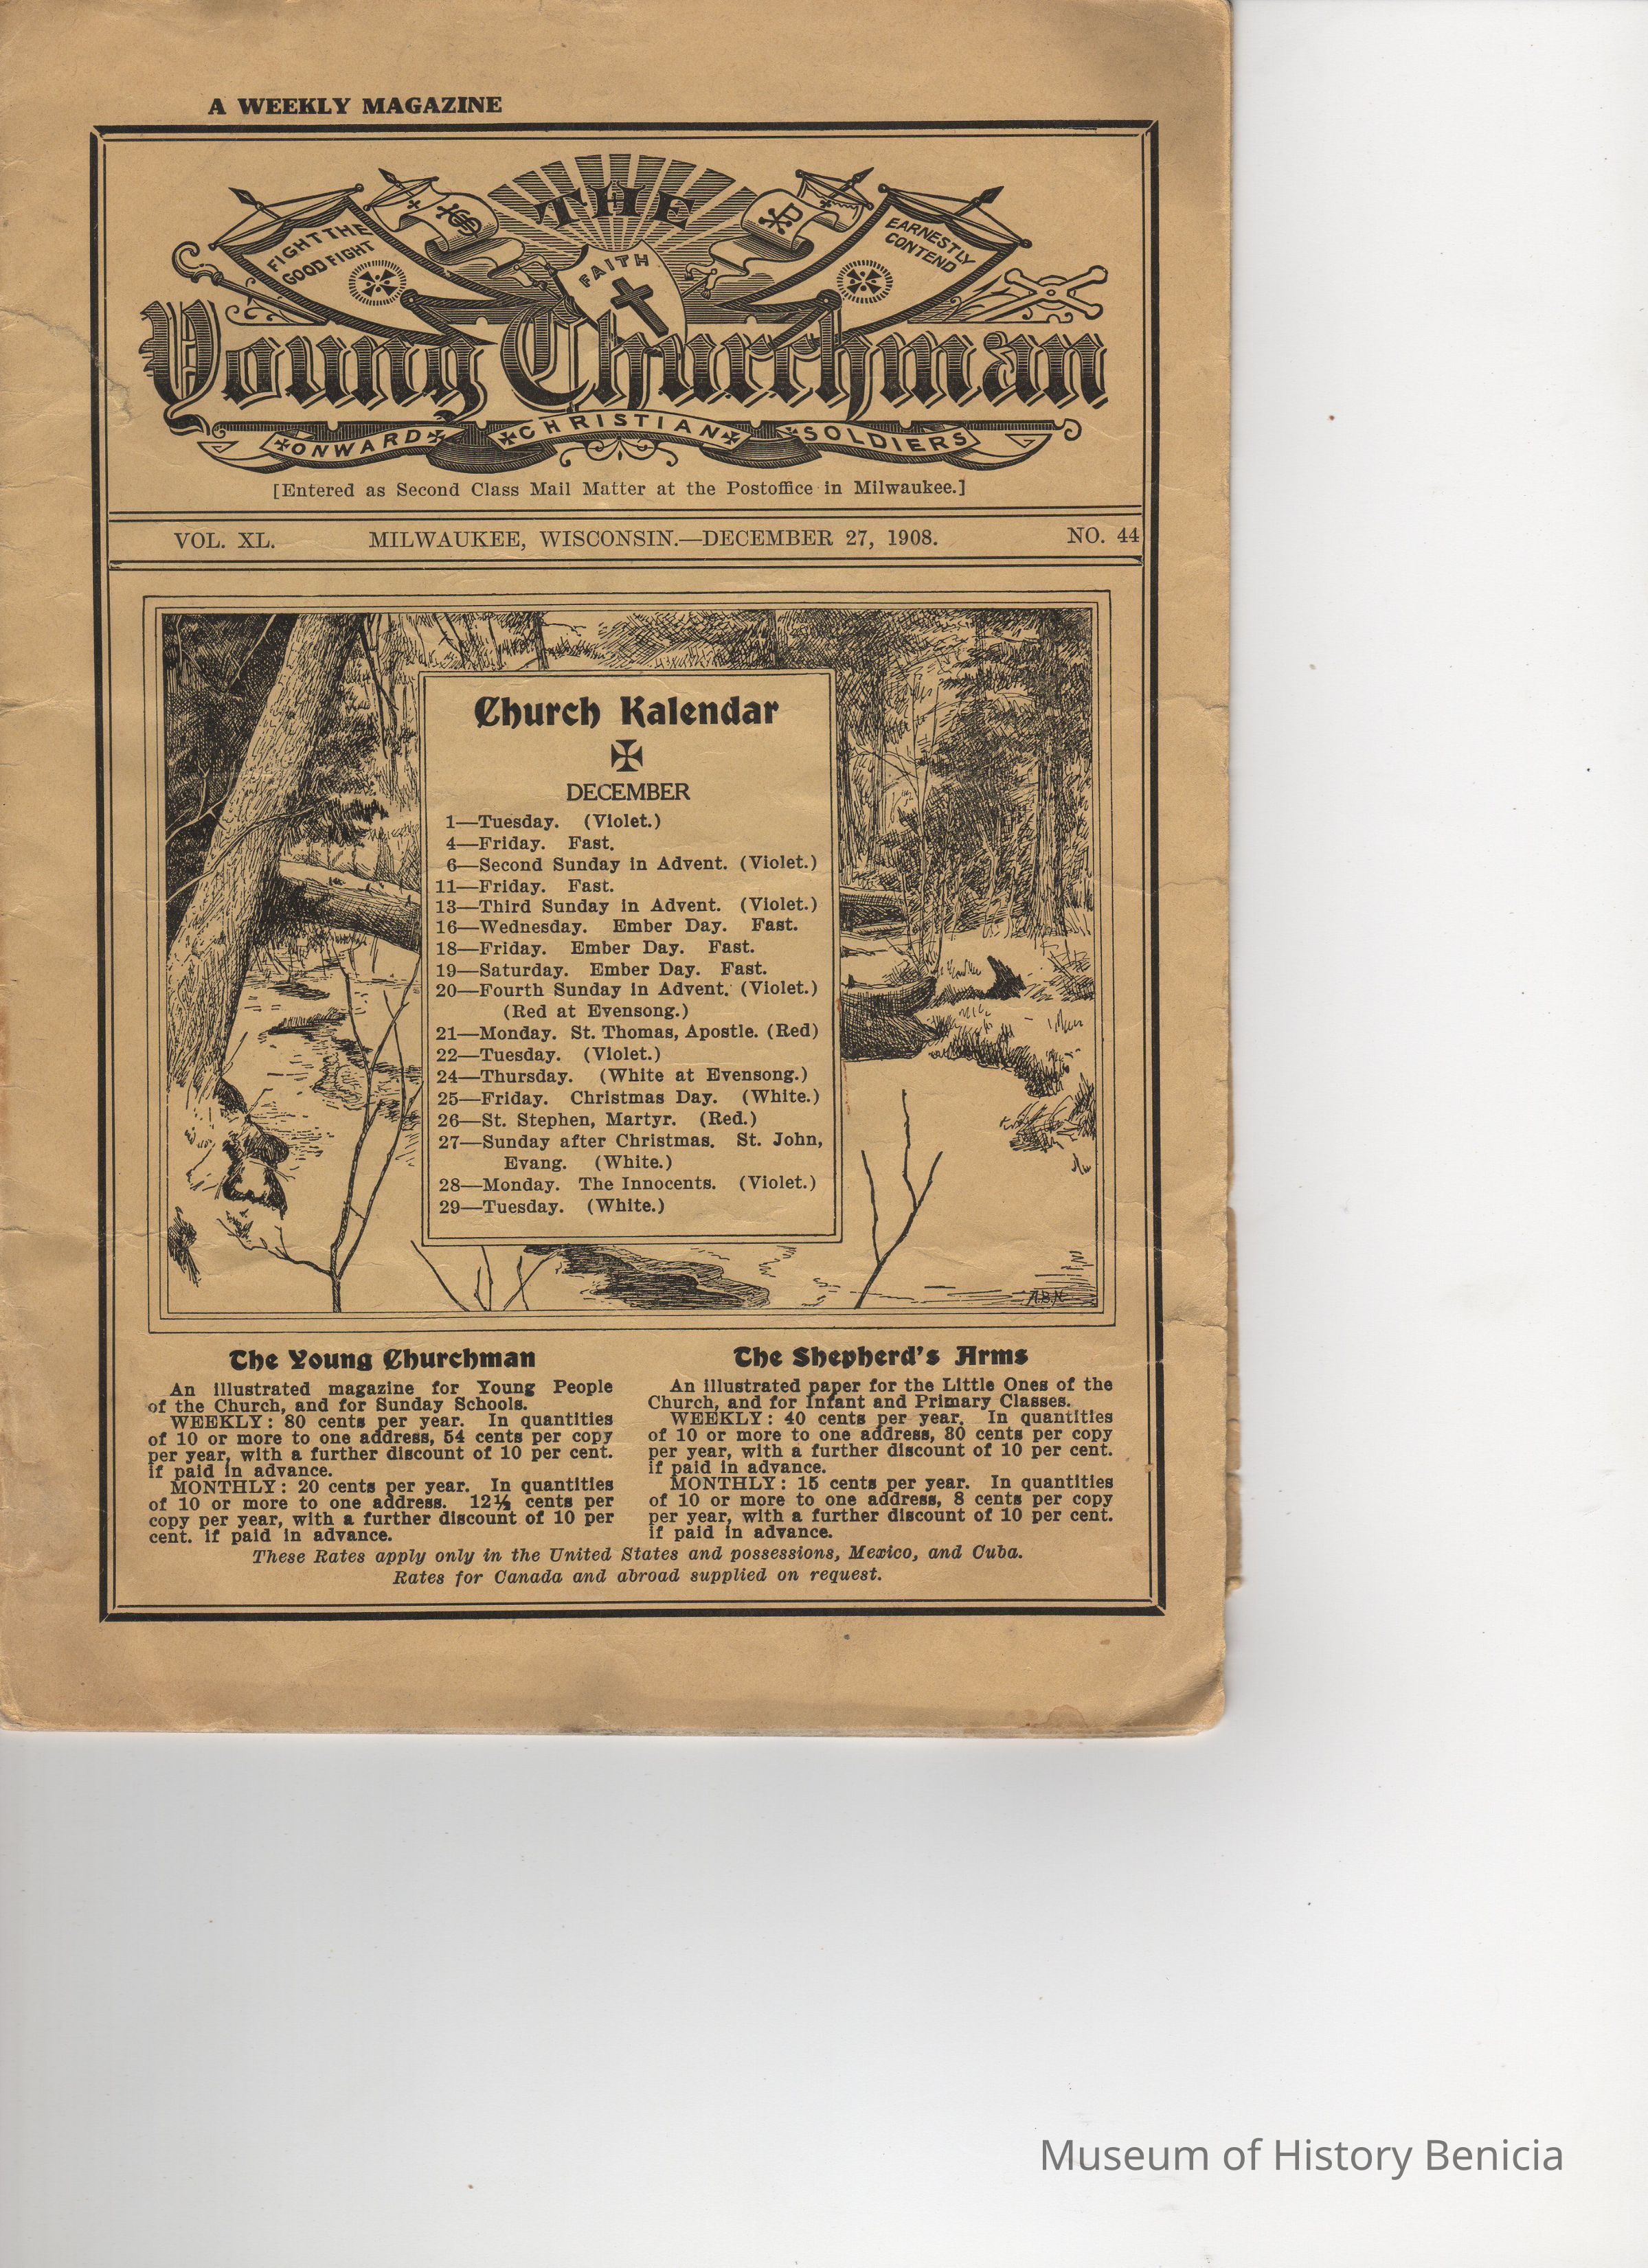 A WEEKLY MAGAZINE
THE
FIGHT THE
GOOD FIGHT
IHS
FAITH
EARNESTLY
CONTEND
Young Churchman
ONWARD CHRISTIAN SOLDIERS
[Entered as Second Class Mail Matter at the Postoffice in Milwaukee.]
VOL. XL. MILWAUKEE, WISCONSIN.—DECEMBER 27, 1908. NO. 44
Church Kalendar
DECEMBER
1—Tuesday. (Violet.)
4—Friday. Fast.
6—Second Sunday in Advent. (Violet.)
11—Friday. Fast.
13—Third Sunday in Advent. (Violet.)
16—Wednesday. Ember Day. Fast.
18—Friday. Ember Day. Fast.
19—Saturday. Ember Day. Fast.
20—Fourth Sunday in Advent. (Violet.)
(Red at Evensong.)
21—Monday. St. Thomas, Apostle. (Red)
22—Tuesday. (Violet.)
24—Thursday. (White at Evensong.)
25—Friday. Christmas Day. (White.)
26—St. Stephen, Martyr. (Red.)
27—Sunday after Christmas. St. John,
Evang. (White.)
28—Monday. The Innocents. (Violet.)
29—Tuesday. (White.)
A.B.H.
The Young Churchman
An illustrated magazine for Young People
of the Church, and for Sunday Schools.
WEEKLY: 80 cents per year. In quantities
of 10 or more to one address, 54 cents per copy
per year, with a further discount of 10 per cent.
if paid in advance.
MONTHLY: 20 cents per year. In quantities
of 10 or more to one address. 12½ cents per
copy per year, with a further discount of 10 per
cent. if paid in advance.
The Shepherd's Arms
An illustrated paper for the Little Ones of the
Church, and for Infant and Primary Classes.
WEEKLY: 40 cents per year. In quantities
of 10 or more to one address, 30 cents per copy
per year, with a further discount of 10 per cent.
if paid in advance.
MONTHLY: 15 cents per year. In quantities
of 10 or more to one address, 8 cents per copy
per year, with a further discount of 10 per cent.
if paid in advance.
These Rates apply only in the United States and possessions, Mexico, and Cuba.
Rates for Canada and abroad supplied on request.
Museum of History Benicia